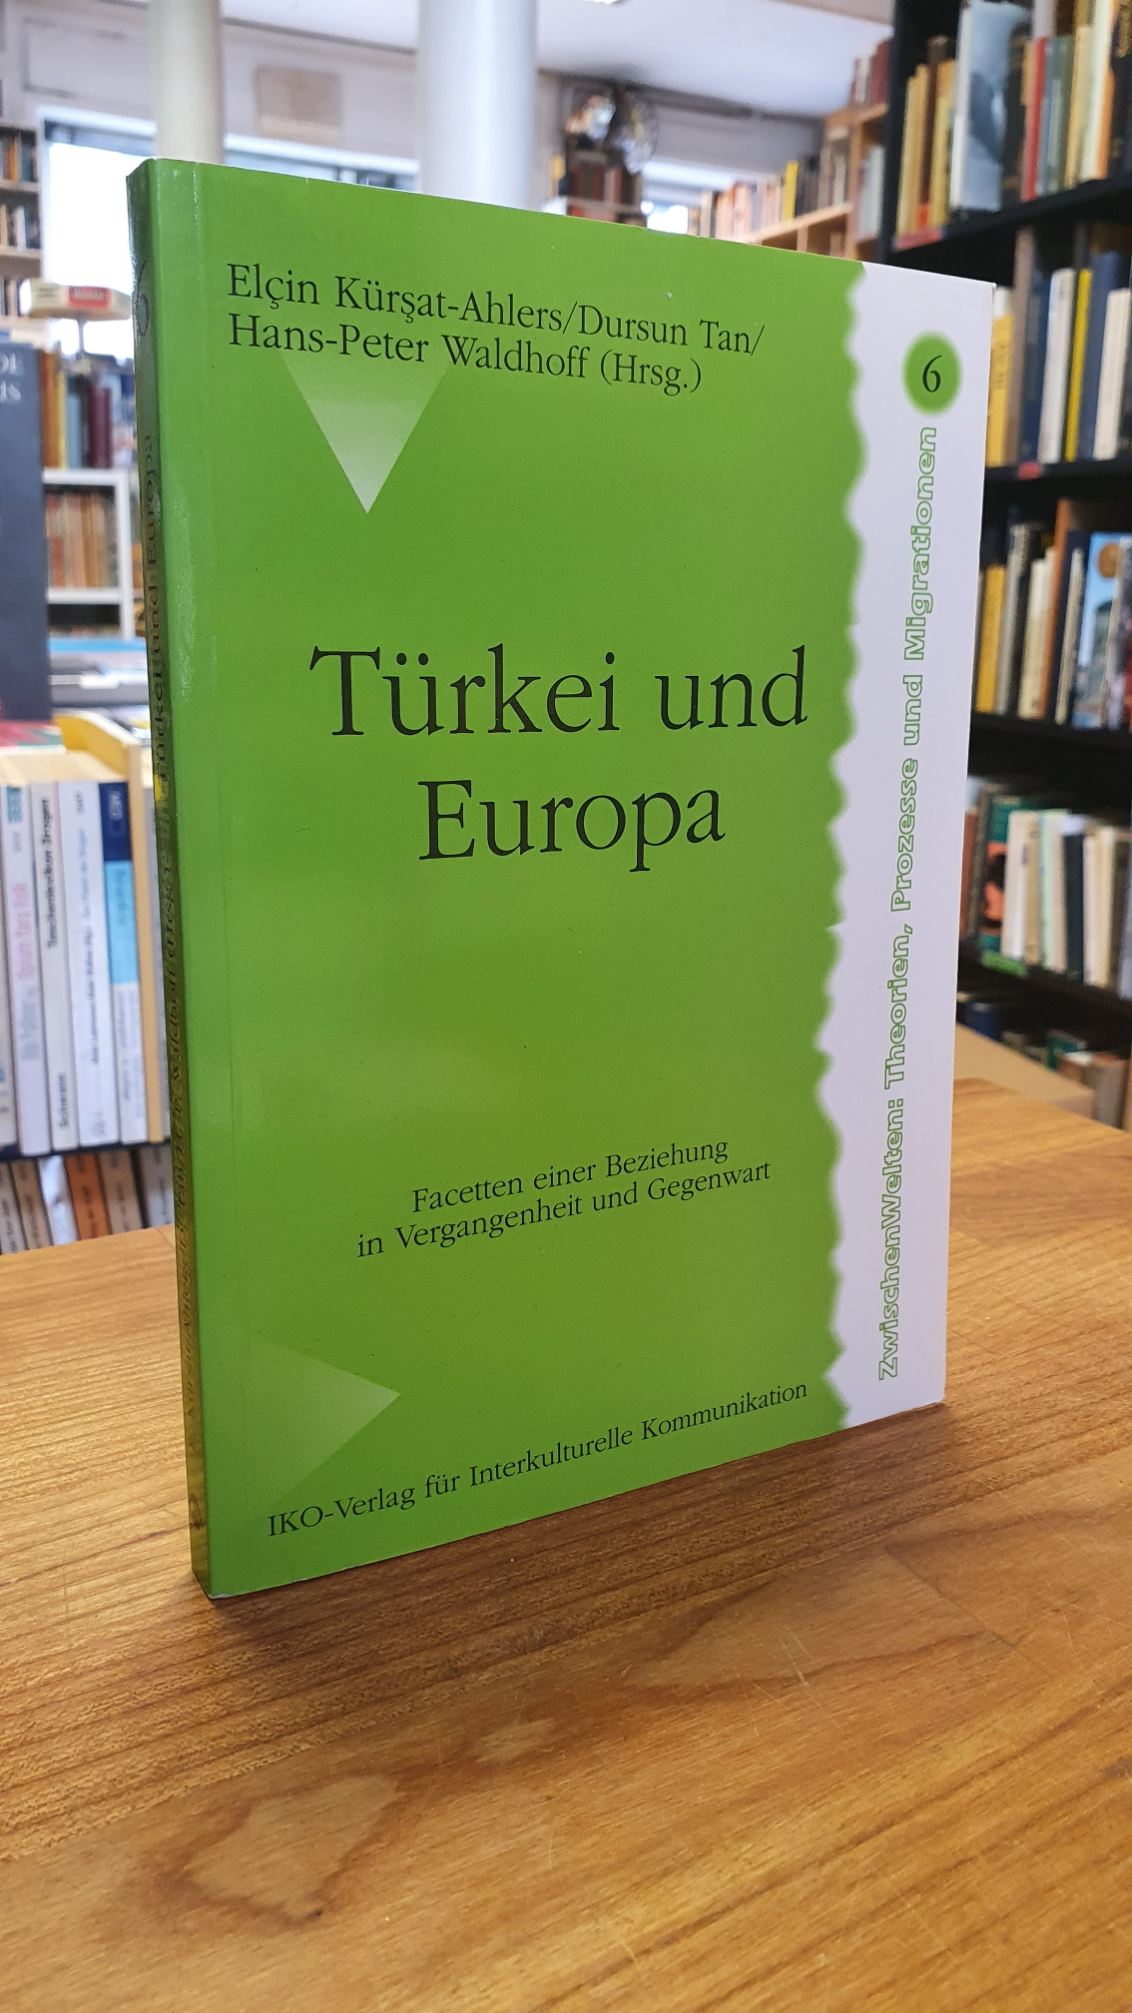 Elçin Kürşat-Ahlers/Dursun Tan/
Hans-Peter Waldhoff (Hrsg.)
6
ZwischenWelten: Theorien, Prozesse und Migrationen
Türkei und
Europa
Facetten einer Beziehung
in Vergangenheit und Gegenwart
IKO-Verlag für Interkulturelle Kommunikation